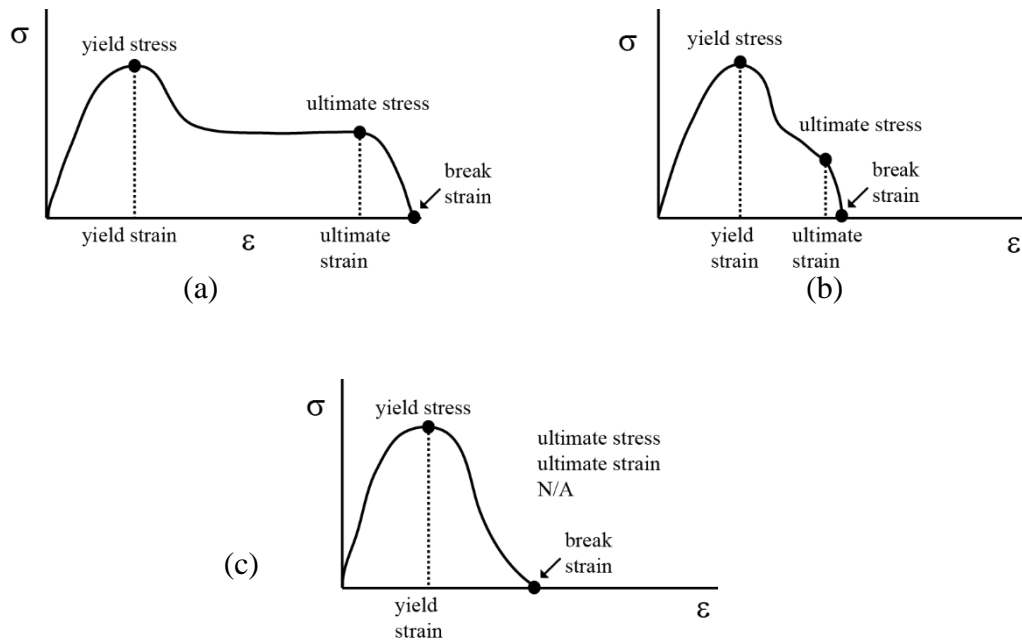 σ
yield stress
ultimate stress
break
strain
yield strain
ε
ultimate
strain
(a)
yield stress
ultimate stress
break
strain
yield
strain
ultimate
strain
ε
(b)
σ
yield stress
ultimate stress
ultimate strain
N/A
break
strain
yield
strain
ε
(c)